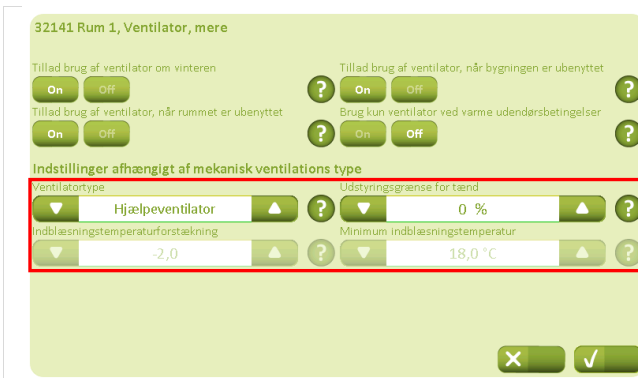 32141 Rum 1, Ventilator, mere
Tillad brug af ventilator om vinteren Tillad brug af ventilator, når bygningen er ubenyttet
On Off ? On Off ?
Tillad brug af ventilator, når rummet er ubenyttet Brug kun ventilator ved varme udendørsbetingelser
On Off ? On Off ?
Indstillinger afhængigt af mekanisk ventilations type
Ventilatortype Udstyringsgrænse for tænd
Hjælpeventilator ? 0 % ?
Indblæsningstemperaturforstækning Minimum indblæsningstemperatur
-2,0 ? 18,0 °C ?